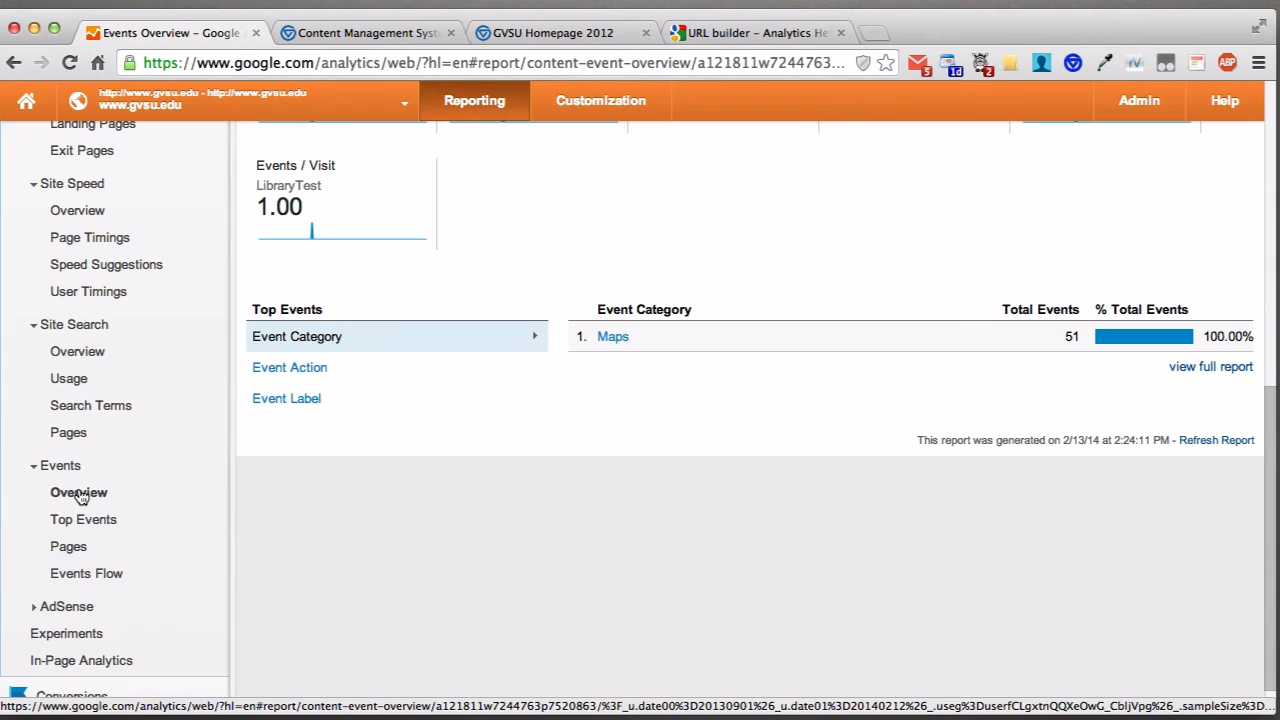 Events Overview – Google
Content Management Syst
GVSU Homepage 2012
URL builder – Analytics He
https://www.google.com/analytics/web/?hl=en#report/content-event-overview/a121811w7244763...
5
1d
2
ABP
http://www.gvsu.edu - http://www.gvsu.edu
www.gvsu.edu
Reporting
Customization
Admin
Help
Landing Pages
Exit Pages
Site Speed
Overview
Page Timings
Speed Suggestions
User Timings
Site Search
Overview
Usage
Search Terms
Pages
Events
Overview
Top Events
Pages
Events Flow
AdSense
Experiments
In-Page Analytics
Conversions
Events / Visit
LibraryTest
1.00
Top Events
Event Category
Event Action
Event Label
Event Category Total Events % Total Events
1. Maps 51 100.00%
view full report
This report was generated on 2/13/14 at 2:24:11 PM - Refresh Report
https://www.google.com/analytics/web/?hl=en#report/content-event-overview/a121811w7244763p7520863/%3F_u.date00%3D20130901%26_u.date01%3D20140212%26_.useg%3DuserfCLgxtnQQXeOwG_CbljVpg%26_.sampleSize%3D...